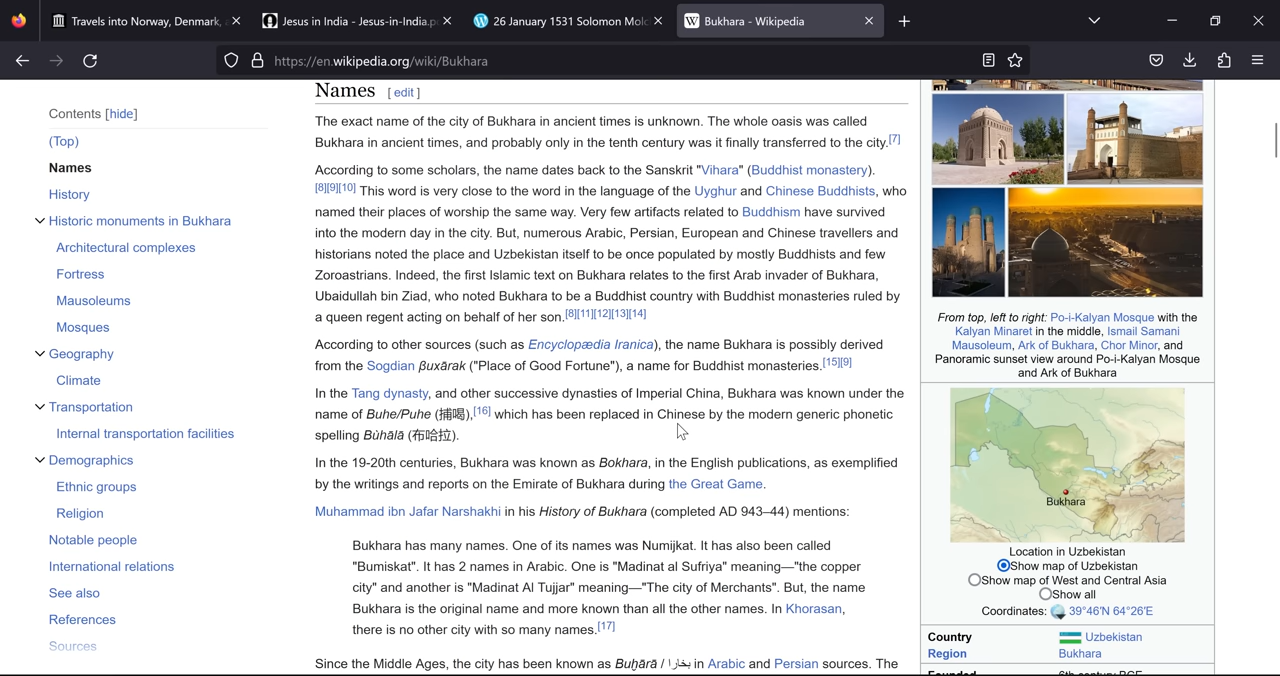 Travels into Norway, Denmark,
Jesus in India - Jesus-in-India.p
26 January 1531 Solomon Mol
Bukhara - Wikipedia
https://en.wikipedia.org/wiki/Bukhara
Contents [hide]
(Top)
Names
History
Historic monuments in Bukhara
Architectural complexes
Fortress
Mausoleums
Mosques
Geography
Climate
Transportation
Internal transportation facilities
Demographics
Ethnic groups
Religion
Notable people
International relations
See also
References
Sources
Names [ edit ]
The exact name of the city of Bukhara in ancient times is unknown. The whole oasis was called
Bukhara in ancient times, and probably only in the tenth century was it finally transferred to the city.[7]
According to some scholars, the name dates back to the Sanskrit "Vihara" (Buddhist monastery).
[8][9][10] This word is very close to the word in the language of the Uyghur and Chinese Buddhists, who
named their places of worship the same way. Very few artifacts related to Buddhism have survived
into the modern day in the city. But, numerous Arabic, Persian, European and Chinese travellers and
historians noted the place and Uzbekistan itself to be once populated by mostly Buddhists and few
Zoroastrians. Indeed, the first Islamic text on Bukhara relates to the first Arab invader of Bukhara,
Ubaidullah bin Ziad, who noted Bukhara to be a Buddhist country with Buddhist monasteries ruled by
a queen regent acting on behalf of her son.[8][11][12][13][14]
According to other sources (such as Encyclopædia Iranica), the name Bukhara is possibly derived
from the Sogdian βuxārak ("Place of Good Fortune"), a name for Buddhist monasteries.[15][9]
In the Tang dynasty, and other successive dynasties of Imperial China, Bukhara was known under the
name of Buhe/Puhe (捕喝),[16] which has been replaced in Chinese by the modern generic phonetic
spelling Bùhālā (布哈拉).
In the 19-20th centuries, Bukhara was known as Bokhara, in the English publications, as exemplified
by the writings and reports on the Emirate of Bukhara during the Great Game.
Muhammad ibn Jafar Narshakhi in his History of Bukhara (completed AD 943–44) mentions:
Bukhara has many names. One of its names was Numijkat. It has also been called
"Bumiskat". It has 2 names in Arabic. One is "Madinat al Sufriya" meaning—"the copper
city" and another is "Madinat Al Tujjar" meaning—"The city of Merchants". But, the name
Bukhara is the original name and more known than all the other names. In Khorasan,
there is no other city with so many names.[17]
Since the Middle Ages, the city has been known as Buḫārā / بخارا in Arabic and Persian sources. The
From top, left to right: Po-i-Kalyan Mosque with the
Kalyan Minaret in the middle, Ismail Samani
Mausoleum, Ark of Bukhara, Chor Minor, and
Panoramic sunset view around Po-i-Kalyan Mosque
and Ark of Bukhara
Bukhara
Location in Uzbekistan
Show map of Uzbekistan
Show map of West and Central Asia
Show all
Coordinates: 39°46′N 64°26′E
Country Uzbekistan
Region Bukhara
Founded 6th century BCE